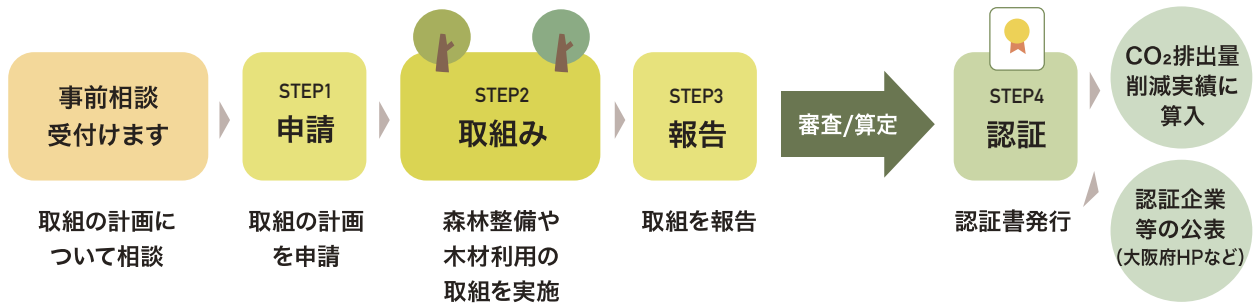 事前相談
受付けます
取組の計画に
ついて相談
STEP1
申請
取組の計画
を申請
STEP2
取組み
森林整備や
木材利用の
取組を実施
STEP3
報告
取組を報告
審査/算定
STEP4
認証
認証書発行
CO₂排出量
削減実績に
算入
認証企業
等の公表
(大阪府HPなど)